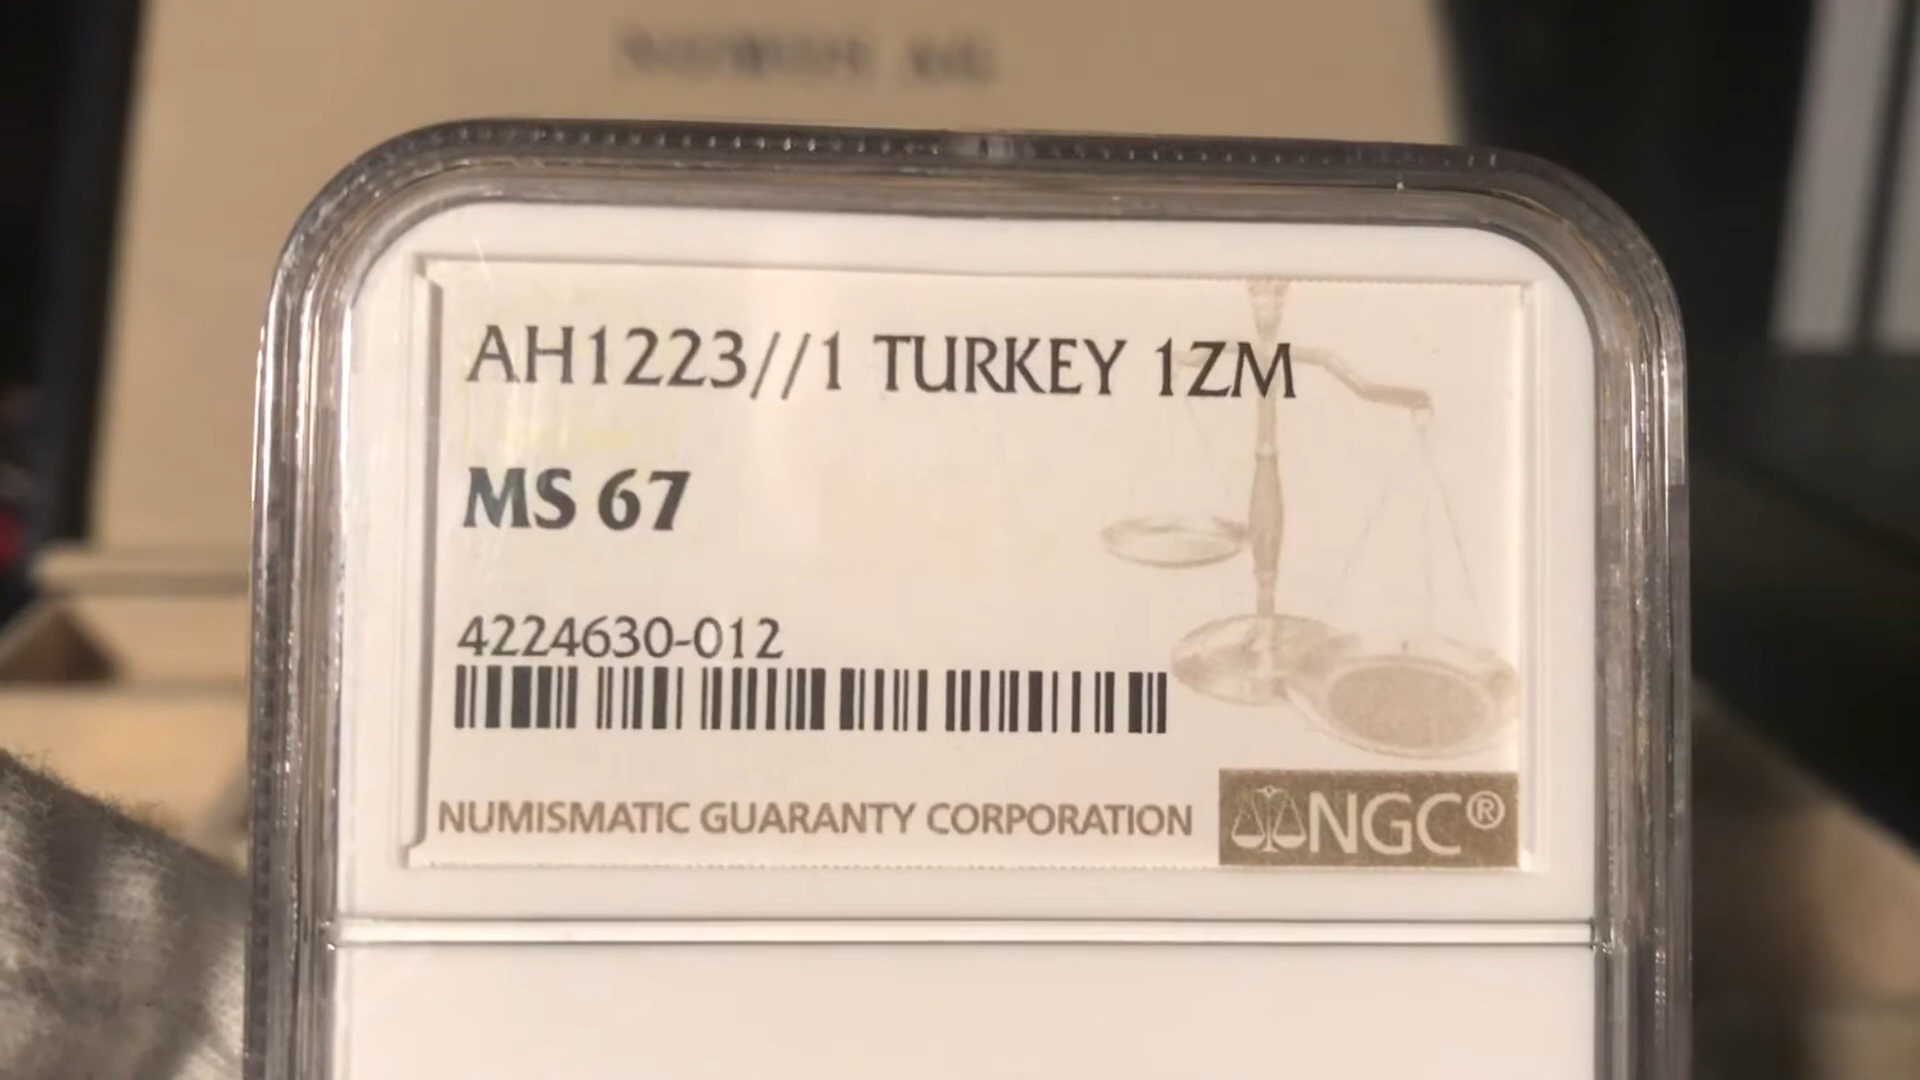 AH1223//1 TURKEY 1ZM
MS 67
4224630-012
NUMISMATIC GUARANTY CORPORATION NGC®